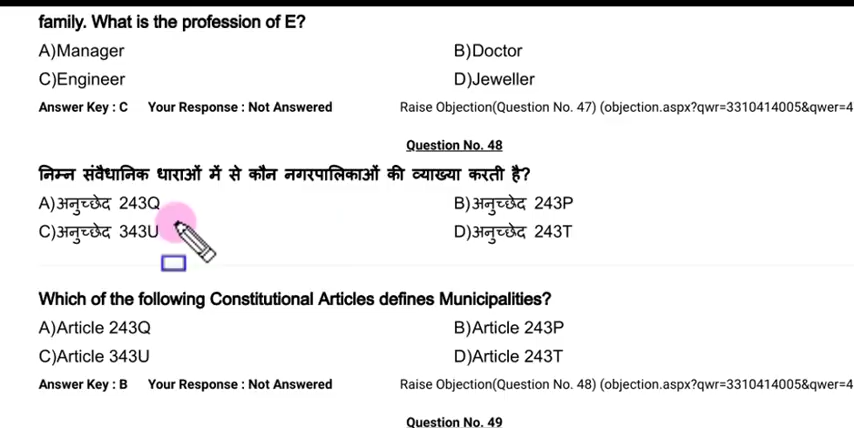 family. What is the profession of E?
A)Manager B)Doctor
C)Engineer D)Jeweller
Answer Key : C Your Response : Not Answered Raise Objection(Question No. 47) (objection.aspx?qwr=3310414005&qwer=4
Question No. 48
निम्न संवैधानिक धाराओं में से कौन नगरपालिकाओं की व्याख्या करती है?
A)अनुच्छेद 243Q B)अनुच्छेद 243P
C)अनुच्छेद 343U D)अनुच्छेद 243T
Which of the following Constitutional Articles defines Municipalities?
A)Article 243Q B)Article 243P
C)Article 343U D)Article 243T
Answer Key : B Your Response : Not Answered Raise Objection(Question No. 48) (objection.aspx?qwr=3310414005&qwer=4
Question No. 49